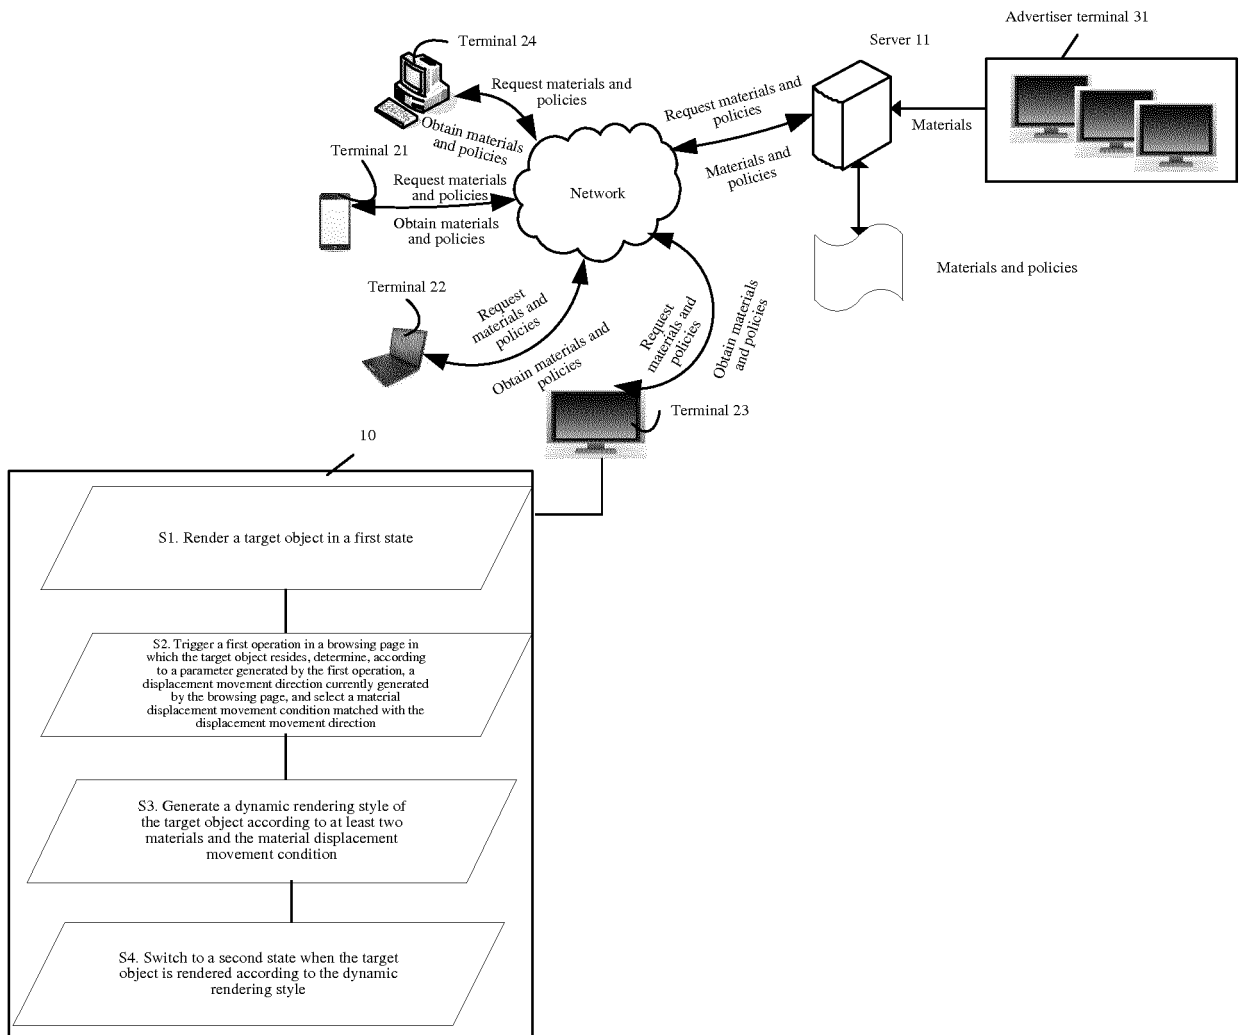 Advertiser terminal 31
Server 11
Terminal 24
Request materials and
policies
Obtain materials
and policies
Request materials and
policies
Materials and
policies
Materials
Terminal 21
Request materials
and policies
Obtain materials
and policies
Network
Materials and policies
Terminal 22
Request
materials and
policies
Obtain materials and
policies
Request
materials and
policies
Obtain materials
and policies
Terminal 23
10
S1. Render a target object in a first state
S2. Trigger a first operation in a browsing page in
which the target object resides, determine, according
to a parameter generated by the first operation, a
displacement movement direction currently generated
by the browsing page, and select a material
displacement movement condition matched with the
displacement movement direction
S3. Generate a dynamic rendering style of
the target object according to at least two
materials and the material displacement
movement condition
S4. Switch to a second state when the target
object is rendered according to the dynamic
rendering style